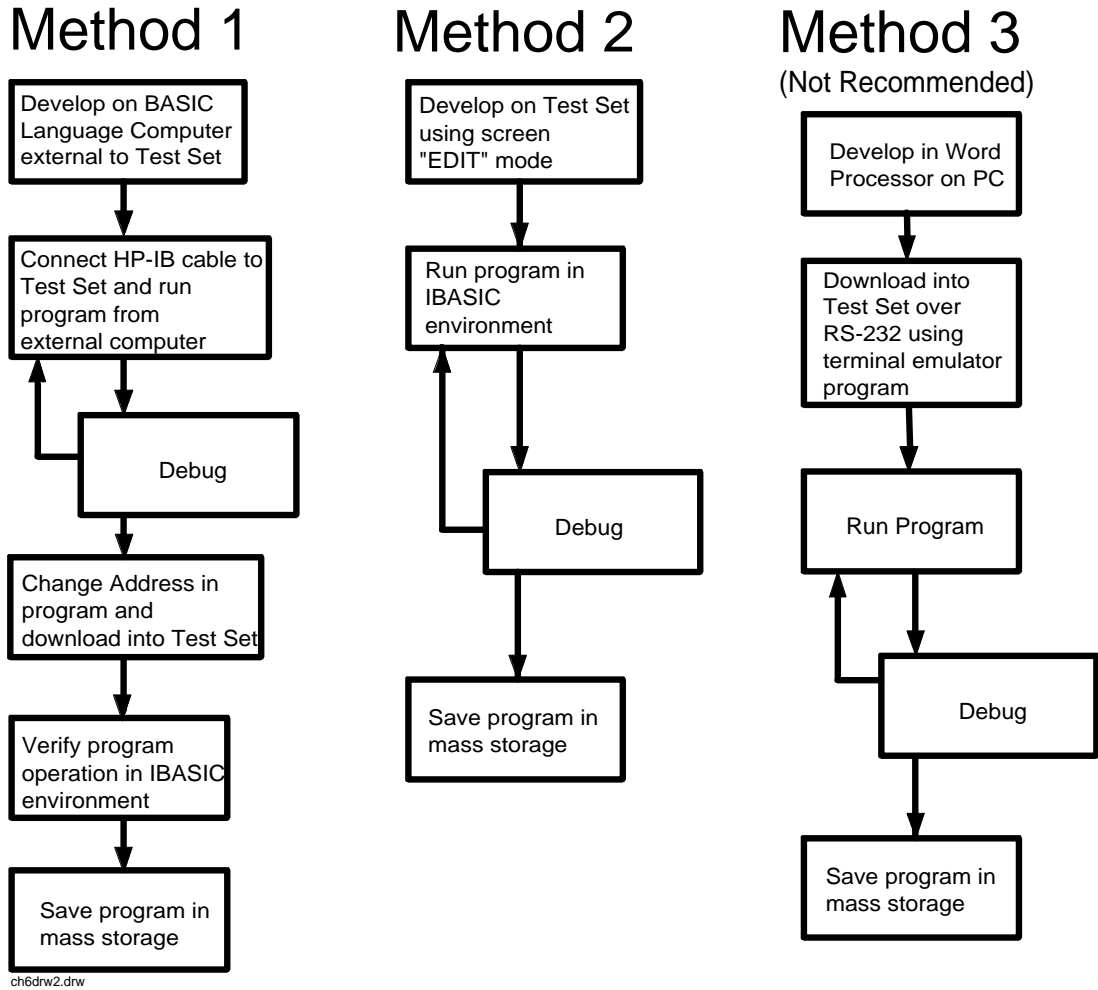 Method 1
Develop on BASIC
Language Computer
external to Test Set
Connect HP-IB cable to
Test Set and run
program from
external computer
Debug
Change Address in
program and
download into Test Set
Verify program
operation in IBASIC
environment
Save program in
mass storage
ch6drw2.drw
Method 2
Develop on Test Set
using screen
"EDIT" mode
Run program in
IBASIC
environment
Debug
Save program in
mass storage
Method 3
(Not Recommended)
Develop in Word
Processor on PC
Download into
Test Set over
RS-232 using
terminal emulator
program
Run Program
Debug
Save program in
mass storage